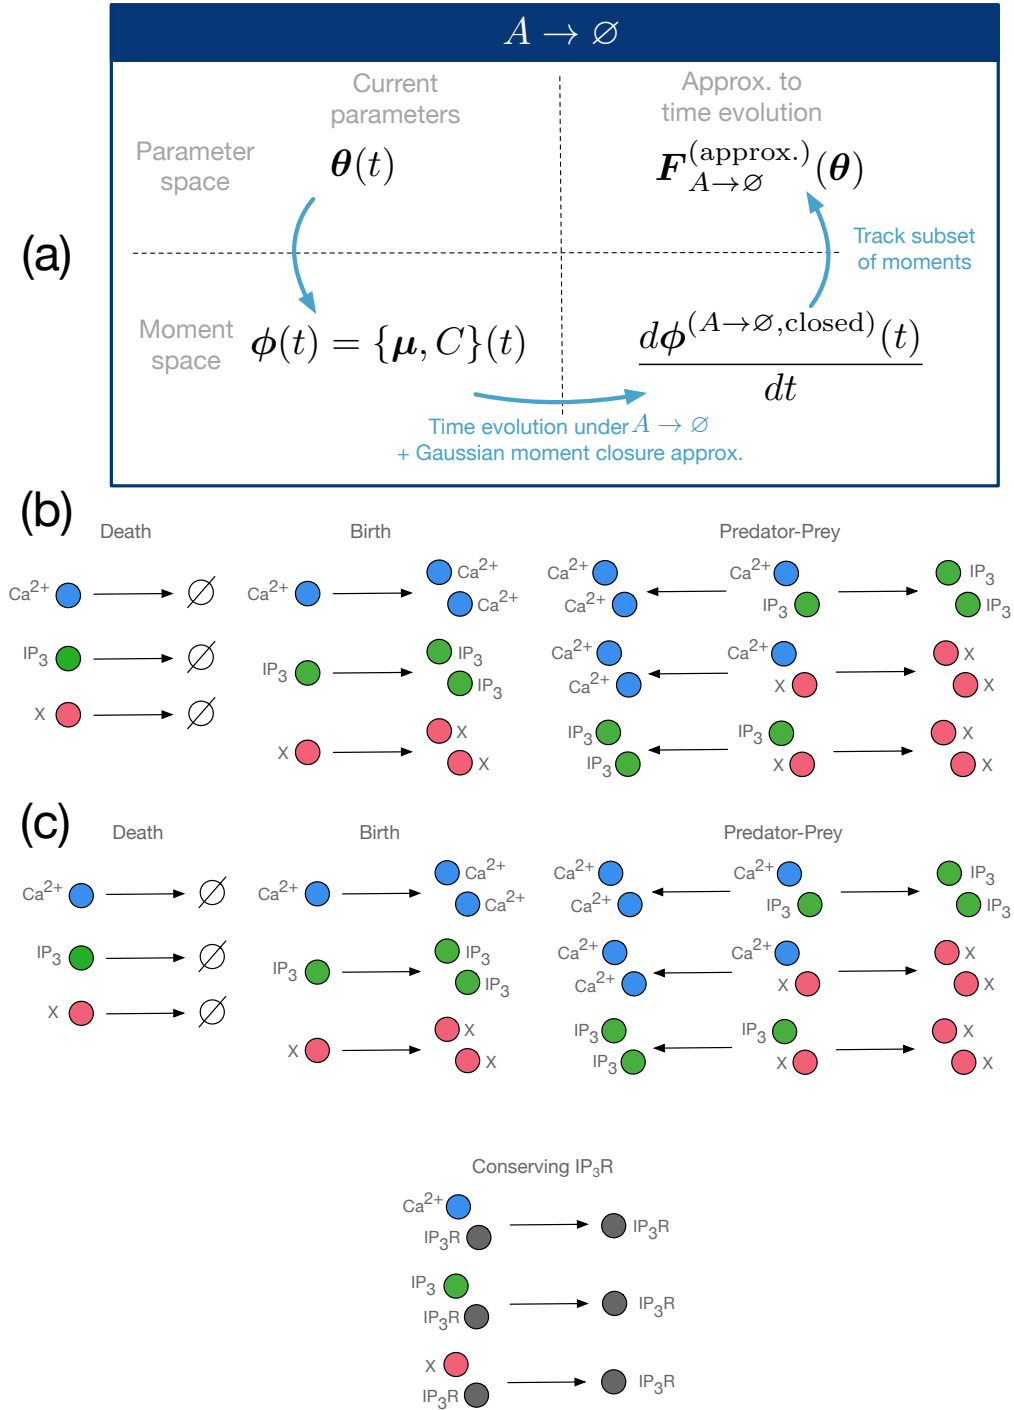 A → ∅
Current
parameters
Approx. to
time evolution
Parameter
space
θ(t)
F^{(approx.)}_{A→∅}(θ)
(a)
Track subset
of moments
Moment
space
ϕ(t) = {μ, C}(t)
dϕ^{(A→∅,closed)}(t)
dt
Time evolution under A → ∅
+ Gaussian moment closure approx.
(b)
Death
Birth
Predator-Prey
Ca²⁺ ∅
IP₃ ∅
X ∅
Ca²⁺ Ca²⁺
Ca²⁺
IP₃ IP₃
IP₃
X X
X
Ca²⁺ Ca²⁺ IP₃
Ca²⁺ IP₃ IP₃
Ca²⁺ Ca²⁺ X
Ca²⁺ X X
IP₃ IP₃ X
IP₃ X X
(c)
Death
Birth
Predator-Prey
Ca²⁺ ∅
IP₃ ∅
X ∅
Ca²⁺ Ca²⁺
Ca²⁺
IP₃ IP₃
IP₃
X X
X
Ca²⁺ Ca²⁺ IP₃
Ca²⁺ IP₃ IP₃
Ca²⁺ Ca²⁺ X
Ca²⁺ X X
IP₃ IP₃ X
IP₃ X X
Conserving IP₃R
Ca²⁺
IP₃R IP₃R
IP₃
IP₃R IP₃R
X
IP₃R IP₃R